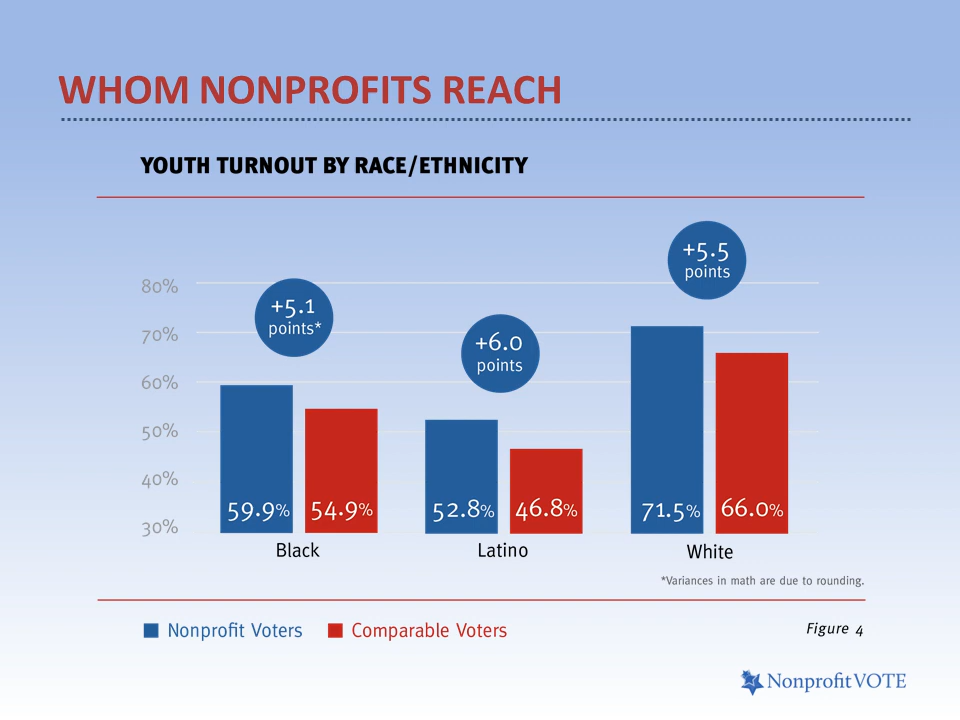 WHOM NONPROFITS REACH
YOUTH TURNOUT BY RACE/ETHNICITY
+5.5
points
80%
+5.1
points*
70%
+6.0
points
60%
50%
40%
30%
59.9%
54.9%
52.8%
46.8%
71.5%
66.0%
Black
Latino
White
*Variances in math are due to rounding.
Nonprofit Voters
Comparable Voters
Figure 4
NonprofitVOTE